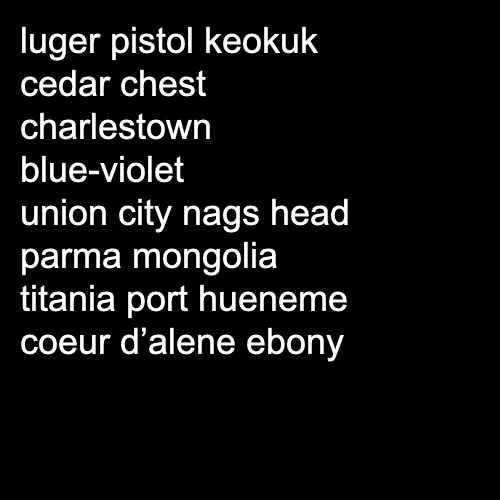 luger pistol keokuk
cedar chest
charlestown
blue-violet
union city nags head
parma mongolia
titania port hueneme
coeur d’alene ebony